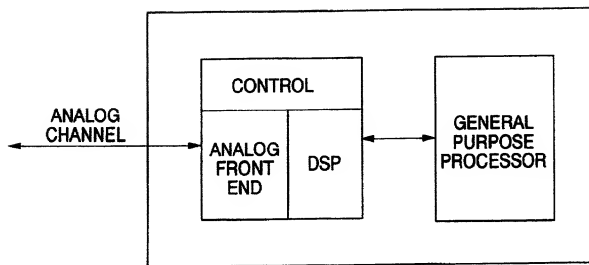 CONTROL
ANALOG
CHANNEL
ANALOG
FRONT
END
DSP
GENERAL
PURPOSE
PROCESSOR